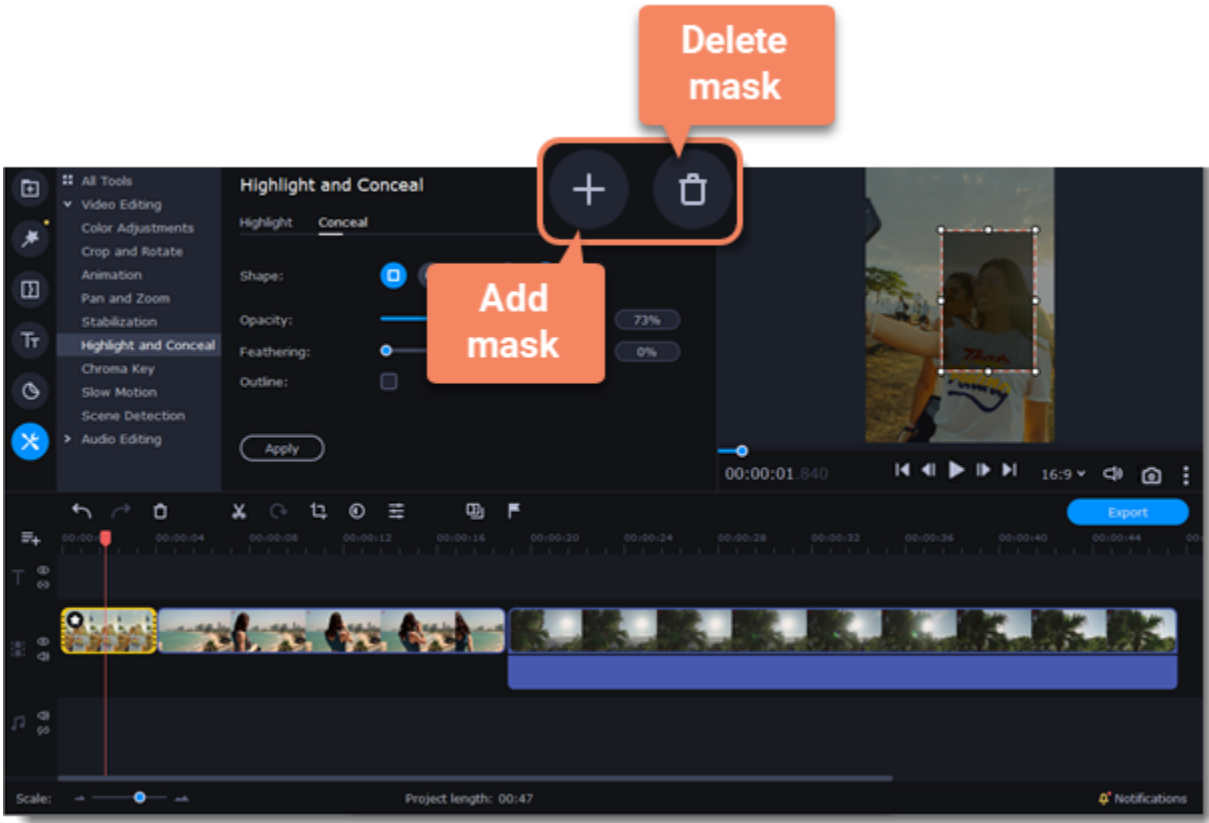 Delete
mask
All Tools
Video Editing
Color Adjustments
Crop and Rotate
Animation
Pan and Zoom
Stabilization
Highlight and Conceal
Chroma Key
Slow Motion
Scene Detection
Audio Editing
Highlight and Conceal
Highlight Conceal
Shape:
Opacity: 73%
Feathering: 0%
Outline:
Apply
Add
mask
00:00:01.840
16:9
Export
00:00:04 00:00:08 00:00:12 00:00:16 00:00:20 00:00:24 00:00:28 00:00:32 00:00:36 00:00:40 00:00:44
Scale:
Project length: 00:47
Notifications